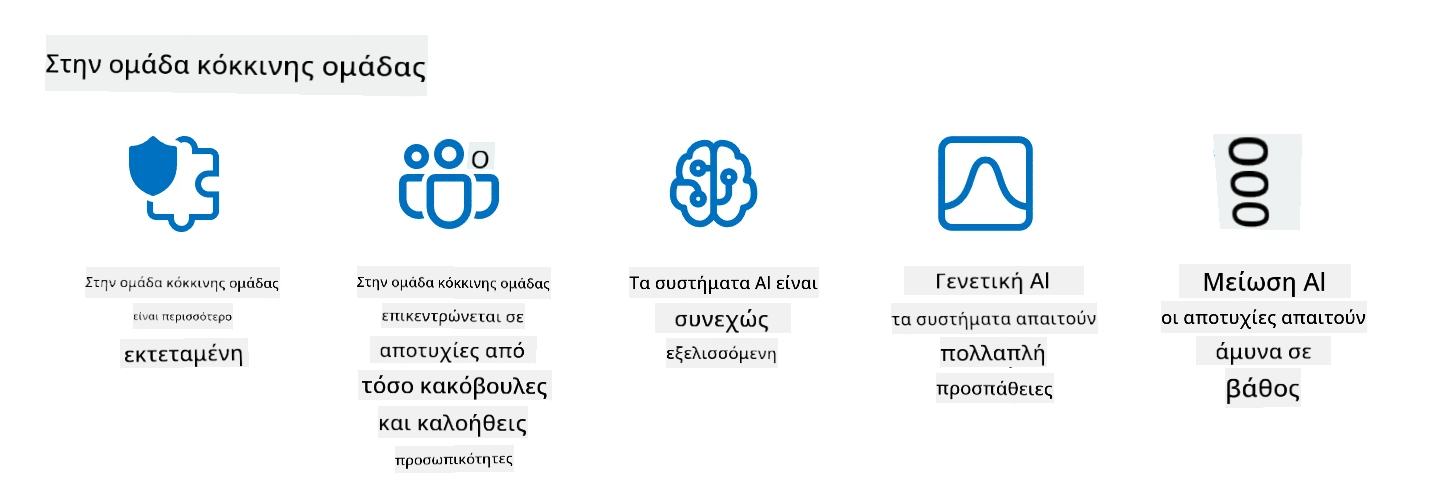 Στην ομάδα κόκκινης ομάδας
ο
000
Στην ομάδα κόκκινης ομάδας
είναι περισσότερο
εκτεταμένη
Στην ομάδα κόκκινης ομάδας
επικεντρώνεται σε
αποτυχίες από
τόσο κακόβουλες
και καλοήθεις
προσωπικότητες
Τα συστήματα AI είναι
συνεχώς
εξελισσόμενη
Γενετική AI
τα συστήματα απαιτούν
πολλαπλή
προσπάθειες
Μείωση AI
οι αποτυχίες απαιτούν
άμυνα σε
βάθος